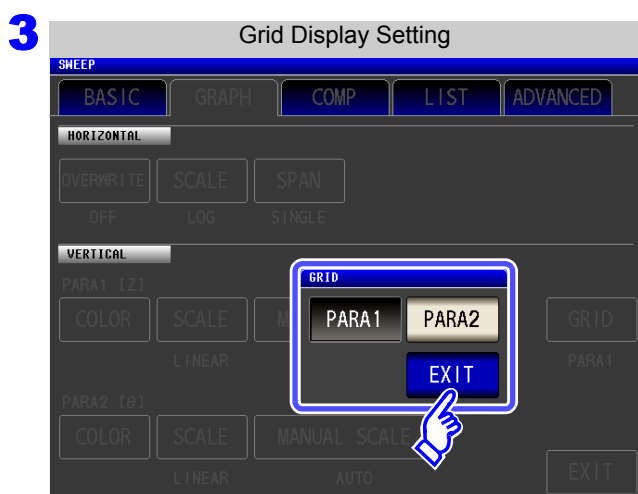 3
Grid Display Setting
SWEEP
BASIC GRAPH COMP LIST ADVANCED
HORIZONTAL
OVERWRITE SCALE SPAN
OFF LOG SINGLE
VERTICAL
PARA1 [Z]
GRID
COLOR SCALE PARA1 PARA2 GRID
LINEAR EXIT PARA1
PARA2 [θ]
COLOR SCALE MANUAL SCALE
LINEAR AUTO EXIT